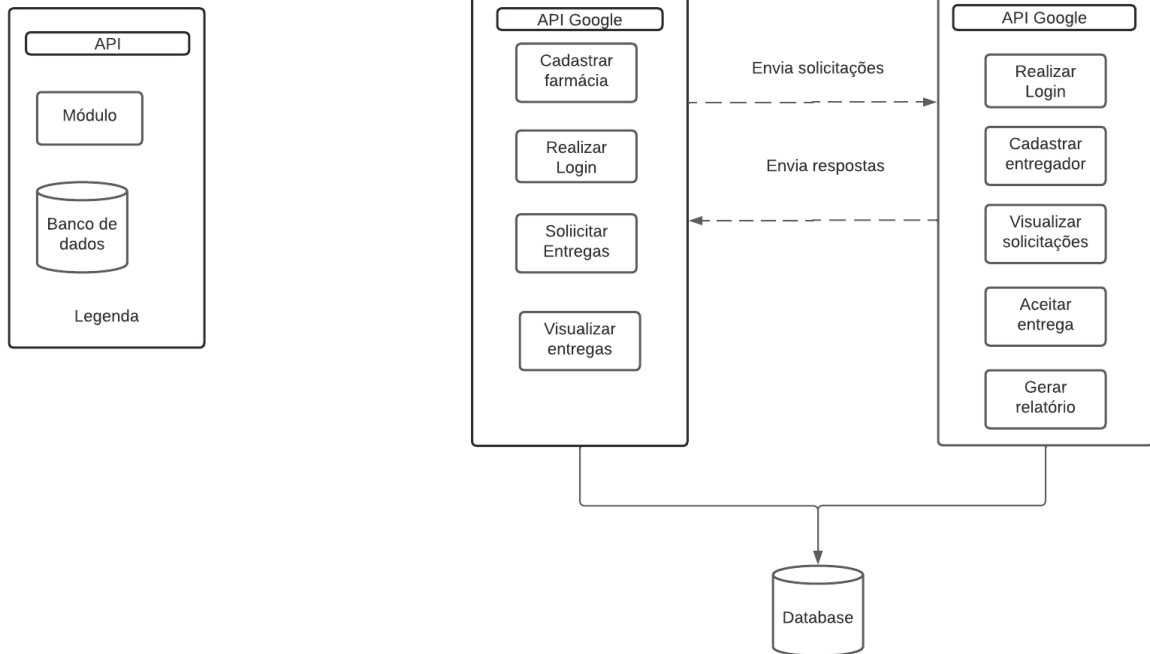 API
Módulo
Banco de
dados
Legenda
API Google
Cadastrar
farmácia
Realizar
Login
Soliicitar
Entregas
Visualizar
entregas
Envia solicitações
Envia respostas
API Google
Realizar
Login
Cadastrar
entregador
Visualizar
solicitações
Aceitar
entrega
Gerar
relatório
Database